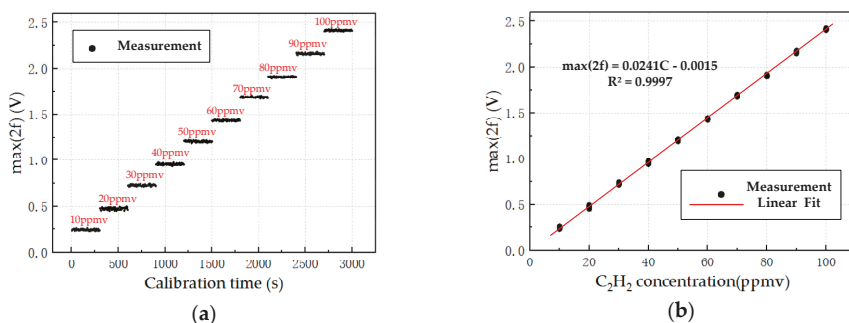 100ppmv
90ppmv
80ppmv
70ppmv
60ppmv
50ppmv
40ppmv
30ppmv
20ppmv
10ppmv
Measurement
max(2f) (V)
2.5
2.0
1.5
1.0
0.5
0.0
0 500 1000 1500 2000 2500 3000
Calibration time (s)
(a)
max(2f) = 0.0241C - 0.0015
R² = 0.9997
Measurement
Linear Fit
max(2f) (V)
2.5
2.0
1.5
1.0
0.5
0.0
0 20 40 60 80 100
C₂H₂ concentration(ppmv)
(b)